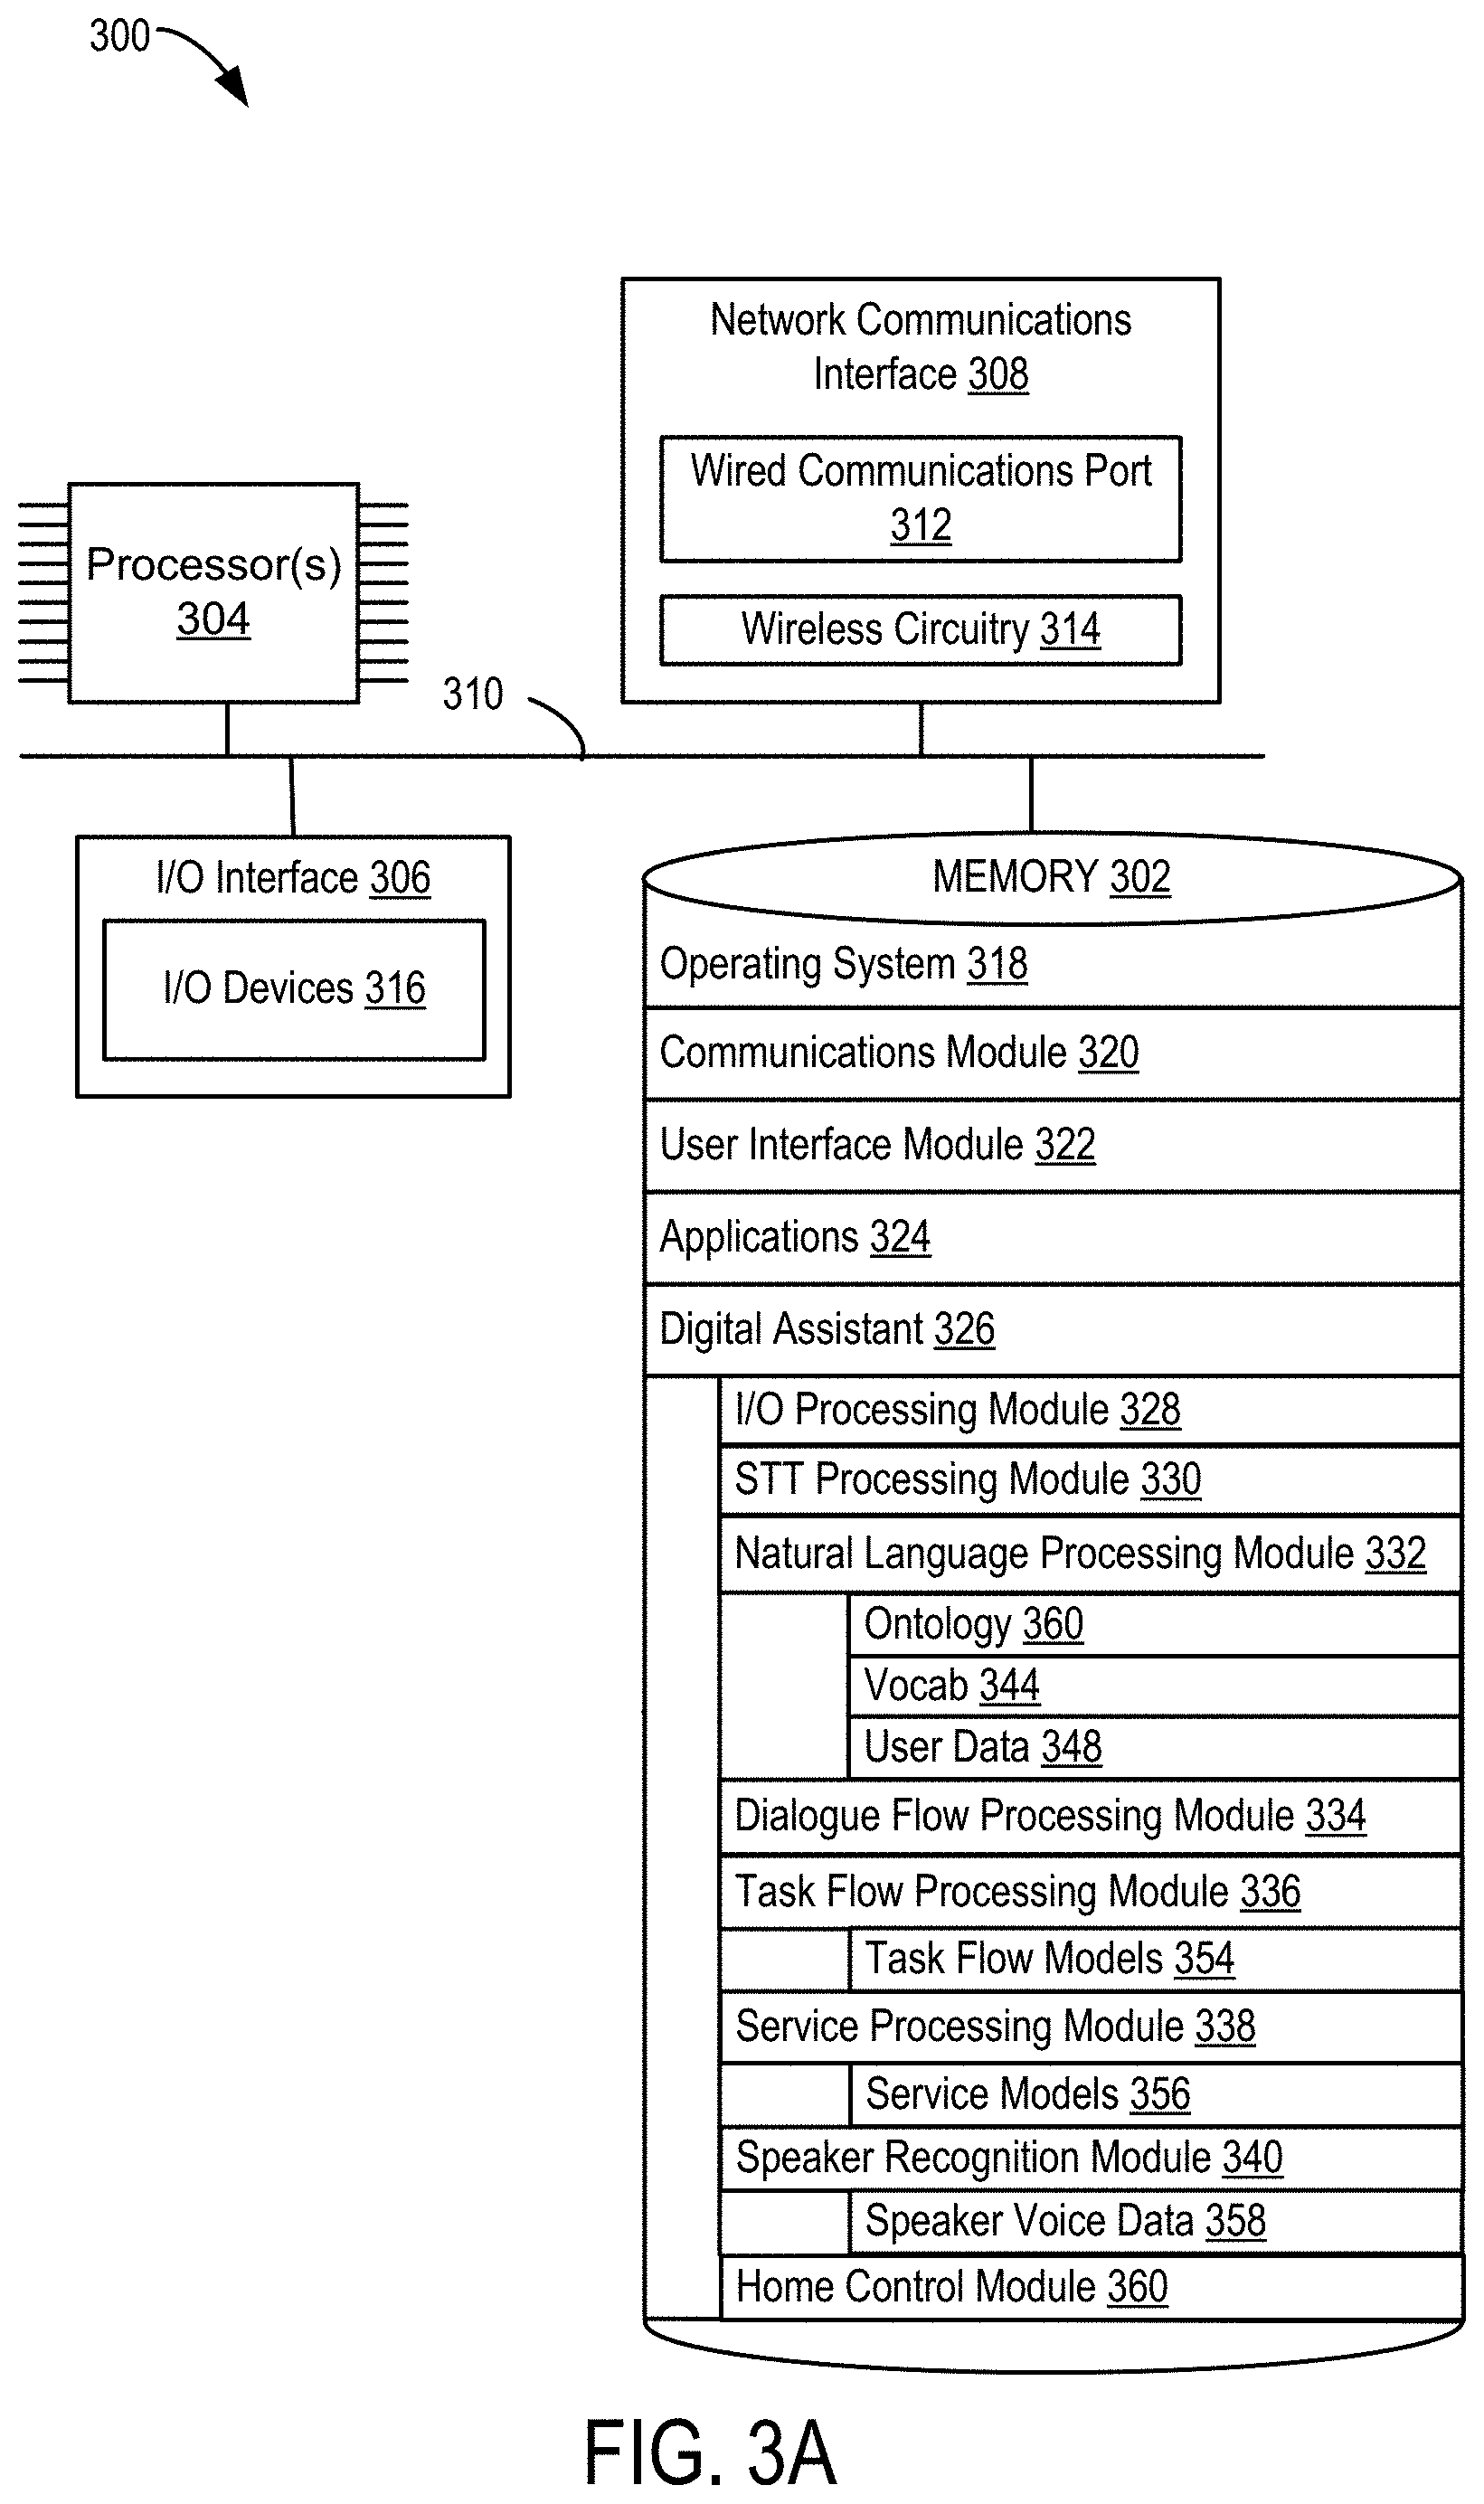 300
Network Communications
Interface 308
Wired Communications Port
312
Wireless Circuitry 314
Processor(s)
304
310
I/O Interface 306
I/O Devices 316
MEMORY 302
Operating System 318
Communications Module 320
User Interface Module 322
Applications 324
Digital Assistant 326
I/O Processing Module 328
STT Processing Module 330
Natural Language Processing Module 332
Ontology 360
Vocab 344
User Data 348
Dialogue Flow Processing Module 334
Task Flow Processing Module 336
Task Flow Models 354
Service Processing Module 338
Service Models 356
Speaker Recognition Module 340
Speaker Voice Data 358
Home Control Module 360
FIG. 3A